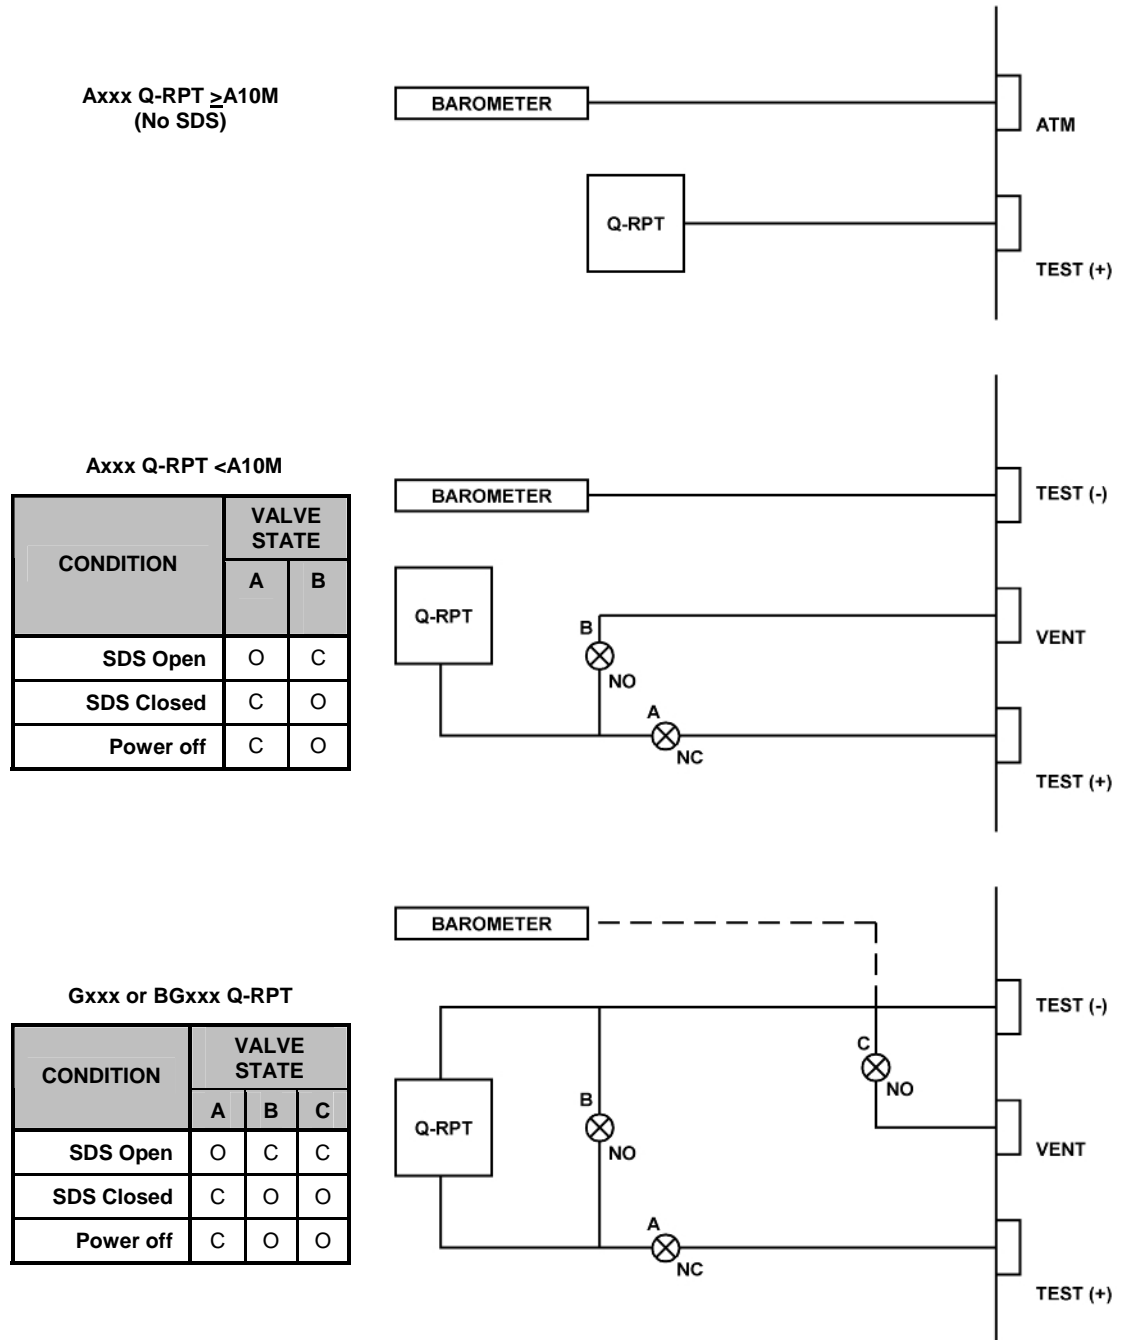 Axxx Q-RPT ≥A10M
(No SDS)
BAROMETER
ATM
Q-RPT
TEST (+)
Axxx Q-RPT <A10M
CONDITION
VALVE
STATE
A B
SDS Open O C
SDS Closed C O
Power off C O
BAROMETER
TEST (-)
Q-RPT
B
NO
VENT
A
NC
TEST (+)
Gxxx or BGxxx Q-RPT
CONDITION
VALVE
STATE
A B C
SDS Open O C C
SDS Closed C O O
Power off C O O
BAROMETER
TEST (-)
C
NO
Q-RPT
B
NO
VENT
A
NC
TEST (+)